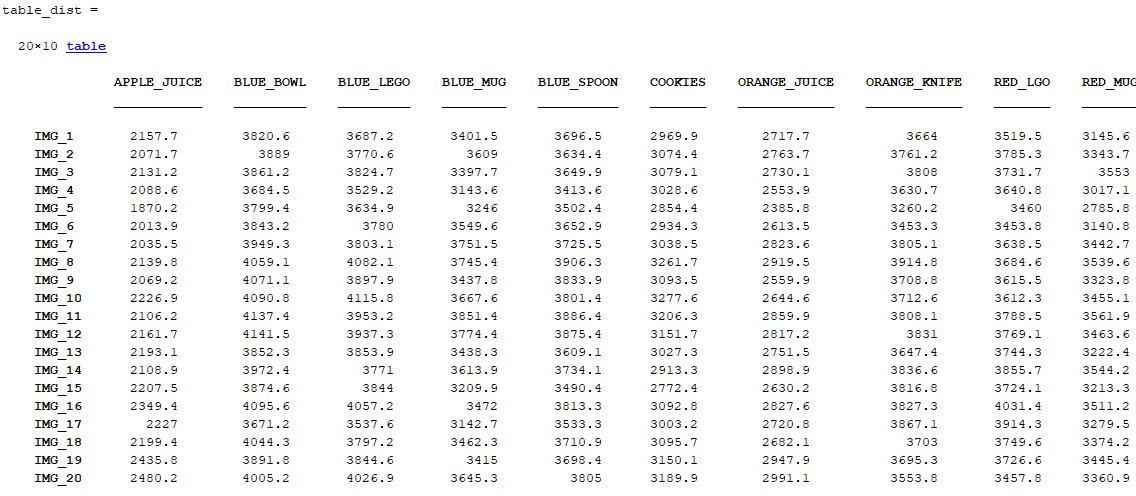 table_dist =
20×10 table
APPLE_JUICE BLUE_BOWL BLUE_LEGO BLUE_MUG BLUE_SPOON COOKIES ORANGE_JUICE ORANGE_KNIFE RED_LGO RED_MUG
IMG_1 2157.7 3820.6 3687.2 3401.5 3696.5 2969.9 2717.7 3664 3519.5 3145.6
IMG_2 2071.7 3889 3770.6 3609 3634.4 3074.4 2763.7 3761.2 3785.3 3343.7
IMG_3 2131.2 3861.2 3824.7 3397.7 3649.9 3079.1 2730.1 3808 3731.7 3553
IMG_4 2088.6 3684.5 3529.2 3143.6 3413.6 3028.6 2553.9 3630.7 3640.8 3017.1
IMG_5 1870.2 3799.4 3634.9 3246 3502.4 2854.4 2385.8 3260.2 3460 2785.8
IMG_6 2013.9 3843.2 3780 3549.6 3652.9 2934.3 2613.5 3453.3 3453.8 3140.8
IMG_7 2035.5 3949.3 3803.1 3751.5 3725.5 3038.5 2823.6 3805.1 3638.5 3442.7
IMG_8 2139.8 4059.1 4082.1 3745.4 3906.3 3261.7 2919.5 3914.8 3684.6 3539.6
IMG_9 2069.2 4071.1 3897.9 3437.8 3833.9 3093.5 2559.9 3708.8 3615.5 3323.8
IMG_10 2226.9 4090.8 4115.8 3667.6 3801.4 3277.6 2644.6 3712.6 3612.3 3455.1
IMG_11 2106.2 4137.4 3953.2 3851.4 3886.4 3206.3 2859.9 3808.1 3788.5 3561.9
IMG_12 2161.7 4141.5 3937.3 3774.4 3875.4 3151.7 2817.2 3831 3769.1 3463.6
IMG_13 2193.1 3852.3 3853.9 3438.3 3609.1 3027.3 2751.5 3647.4 3744.3 3222.4
IMG_14 2108.9 3972.4 3771 3613.9 3734.1 2913.3 2898.9 3836.6 3855.7 3544.2
IMG_15 2207.5 3874.6 3844 3209.9 3490.4 2772.4 2630.2 3816.8 3724.1 3213.3
IMG_16 2349.4 4095.6 4057.2 3472 3813.3 3092.8 2827.6 3827.3 4031.4 3511.2
IMG_17 2227 3671.2 3537.6 3142.7 3533.3 3003.2 2720.8 3867.1 3914.3 3279.5
IMG_18 2199.4 4044.3 3797.2 3462.3 3710.9 3095.7 2682.1 3703 3749.6 3374.2
IMG_19 2435.8 3891.8 3844.6 3415 3698.4 3150.1 2947.9 3695.3 3726.6 3445.4
IMG_20 2480.2 4005.2 4026.9 3645.3 3805 3189.9 2991.1 3553.8 3457.8 3360.9